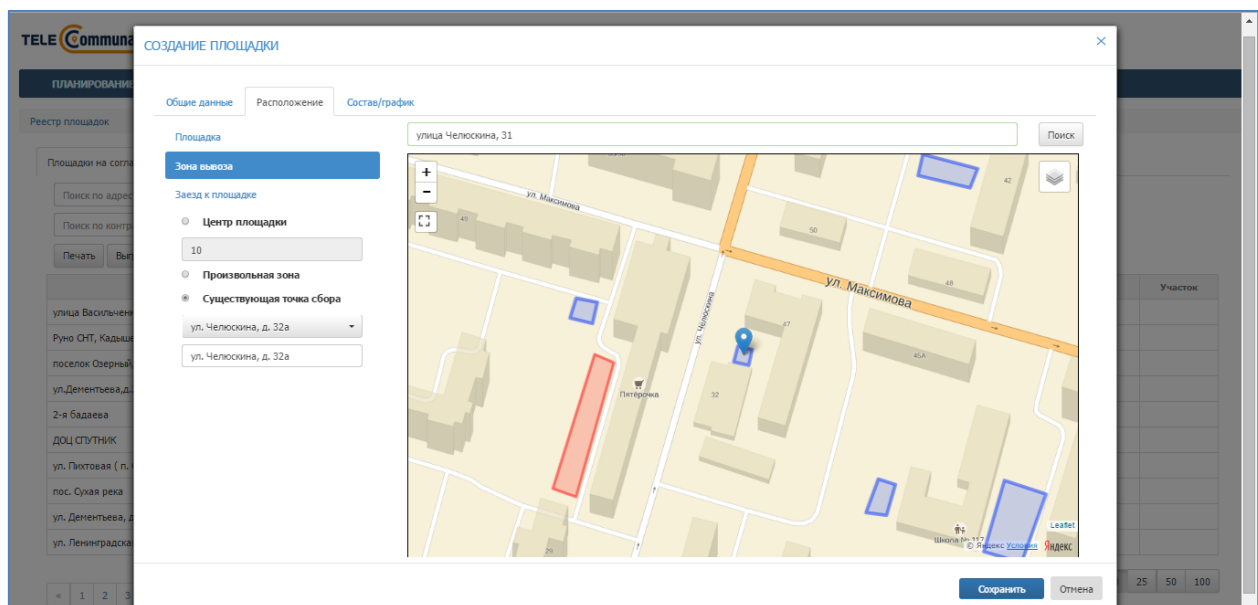 TELE Communa
СОЗДАНИЕ ПЛОЩАДКИ
×
ПЛАНИРОВАНИЕ
Общие данные Расположение Состав/график
Реестр площадок
Площадка
улица Челюскина, 31 Поиск
Площадки на согла
Зона вывоза
Заезд к площадке
Поиск по адрес
Центр площадки
Поиск по контр
10
Печать Выг
Произвольная зона
Существующая точка сбора
Участок
ул. Челюскина, д. 32а
ул. Челюскина, д. 32а
улица Васильченк
Руно СНТ, Кадыше
поселок Озерный,
ул.Дементьева,д.
2-я бадаева
ДОЦ СПУТНИК
ул. Пихтовая ( п.
пос. Сухая река
ул. Дементьева, д
ул. Ленинградска
+
−
ул. Максимова
49
50
42
48
ул. Максимова
ул. Челюскина
47
45А
Пятёрочка
32
29
Школа № 117
Leaflet
© Яндекс Условия Яндекс
Сохранить Отмена
« 1 2 3
25 50 100